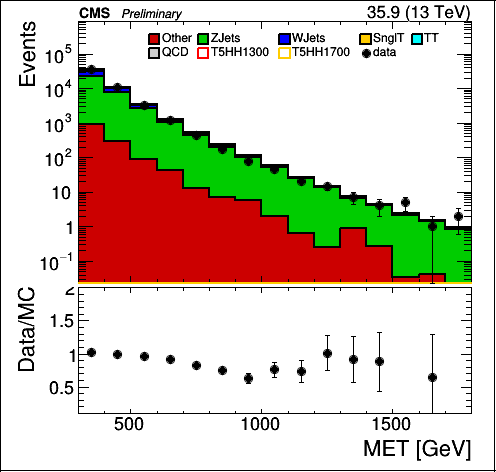 CMS Preliminary 35.9 (13 TeV)
Other ZJets WJets SnglT TT
QCD T5HH1300 T5HH1700 data
Events
10⁵
10⁴
10³
10²
10
1
10⁻¹
Data/MC
2
1.5
1
0.5
500 1000 1500
MET [GeV]